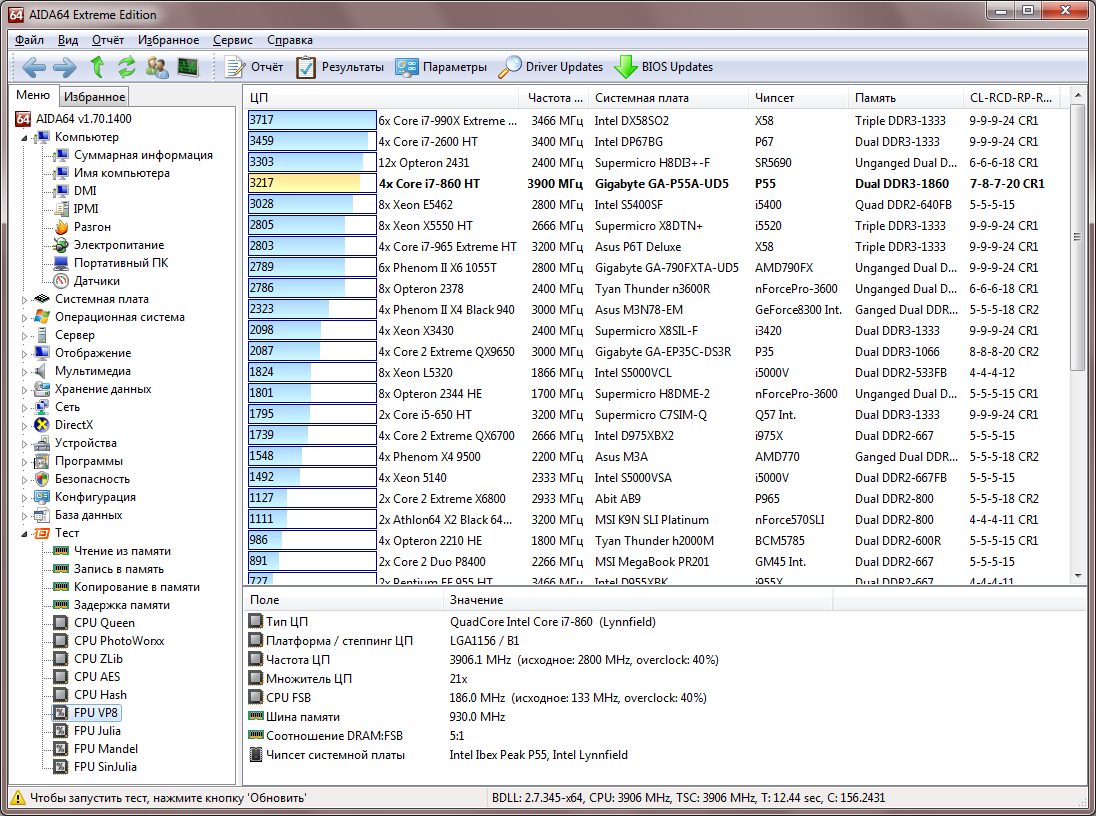 AIDA64 Extreme Edition
Файл Вид Отчёт Избранное Сервис Справка
Отчёт Результаты Параметры Driver Updates BIOS Updates
Меню Избранное
AIDA64 v1.70.1400
Компьютер
Суммарная информация
Имя компьютера
DMI
IPMI
Разгон
Электропитание
Портативный ПК
Датчики
Системная плата
Операционная система
Сервер
Отображение
Мультимедиа
Хранение данных
Сеть
DirectX
Устройства
Программы
Безопасность
Конфигурация
База данных
Тест
Чтение из памяти
Запись в память
Копирование в памяти
Задержка памяти
CPU Queen
CPU PhotoWorxx
CPU ZLib
CPU AES
CPU Hash
FPU VP8
FPU Julia
FPU Mandel
FPU SinJulia
ЦП Частота ... Системная плата Чипсет Память CL-RCD-RP-R...
3717 6x Core i7-990X Extreme ... 3466 МГц Intel DX58SO2 X58 Triple DDR3-1333 9-9-9-24 CR1
3459 4x Core i7-2600 HT 3400 МГц Intel DP67BG P67 Dual DDR3-1333 9-9-9-24 CR1
3303 12x Opteron 2431 2400 МГц Supermicro H8DI3+-F SR5690 Unganged Dual D... 6-6-6-18 CR1
3217 4x Core i7-860 HT 3900 МГц Gigabyte GA-P55A-UD5 P55 Dual DDR3-1860 7-8-7-20 CR1
3028 8x Xeon E5462 2800 МГц Intel S5400SF i5400 Quad DDR2-640FB 5-5-5-15
2805 8x Xeon X5550 HT 2666 МГц Supermicro X8DTN+ i5520 Triple DDR3-1333 9-9-9-24 CR1
2803 4x Core i7-965 Extreme HT 3200 МГц Asus P6T Deluxe X58 Triple DDR3-1333 9-9-9-24 CR1
2789 6x Phenom II X6 1055T 2800 МГц Gigabyte GA-790FXTA-UD5 AMD790FX Unganged Dual D... 9-9-9-24 CR1
2786 8x Opteron 2378 2400 МГц Tyan Thunder n3600R nForcePro-3600 Unganged Dual D... 6-6-6-18 CR1
2323 4x Phenom II X4 Black 940 3000 МГц Asus M3N78-EM GeForce8300 Int. Ganged Dual DDR... 5-5-5-18 CR2
2098 4x Xeon X3430 2400 МГц Supermicro X8SIL-F i3420 Dual DDR3-1333 9-9-9-24 CR1
2087 4x Core 2 Extreme QX9650 3000 МГц Gigabyte GA-EP35C-DS3R P35 Dual DDR3-1066 8-8-8-20 CR2
1824 8x Xeon L5320 1866 МГц Intel S5000VCL i5000V Dual DDR2-533FB 4-4-4-12
1801 8x Opteron 2344 HE 1700 МГц Supermicro H8DME-2 nForcePro-3600 Unganged Dual D... 5-5-5-15 CR1
1795 2x Core i5-650 HT 3200 МГц Supermicro C7SIM-Q Q57 Int. Dual DDR3-1333 9-9-9-24 CR1
1739 4x Core 2 Extreme QX6700 2666 МГц Intel D975XBX2 i975X Dual DDR2-667 5-5-5-15
1548 4x Phenom X4 9500 2200 МГц Asus M3A AMD770 Ganged Dual DDR... 5-5-5-18 CR2
1492 4x Xeon 5140 2333 МГц Intel S5000VSA i5000V Dual DDR2-667FB 5-5-5-15
1127 2x Core 2 Extreme X6800 2933 МГц Abit AB9 P965 Dual DDR2-800 5-5-5-18 CR2
1111 2x Athlon64 X2 Black 64... 3200 МГц MSI K9N SLI Platinum nForce570SLI Dual DDR2-800 4-4-4-11 CR1
986 4x Opteron 2210 HE 1800 МГц Tyan Thunder h2000M BCM5785 Dual DDR2-600R 5-5-5-15 CR1
891 2x Core 2 Duo P8400 2266 МГц MSI MegaBook PR201 GM45 Int. Dual DDR2-667 5-5-5-15
727 2x Pentium EE 955 HT 3466 МГц Intel D955XBK i955X Dual DDR2-667 4-4-4-11
Поле Значение
Тип ЦП QuadCore Intel Core i7-860 (Lynnfield)
Платформа / степпинг ЦП LGA1156 / B1
Частота ЦП 3906.1 MHz (исходное: 2800 MHz, overclock: 40%)
Множитель ЦП 21x
CPU FSB 186.0 MHz (исходное: 133 MHz, overclock: 40%)
Шина памяти 930.0 MHz
Соотношение DRAM:FSB 5:1
Чипсет системной платы Intel Ibex Peak P55, Intel Lynnfield
Чтобы запустить тест, нажмите кнопку 'Обновить' BDLL: 2.7.345-x64, CPU: 3906 MHz, TSC: 3906 MHz, T: 12.44 sec, C: 156.2431